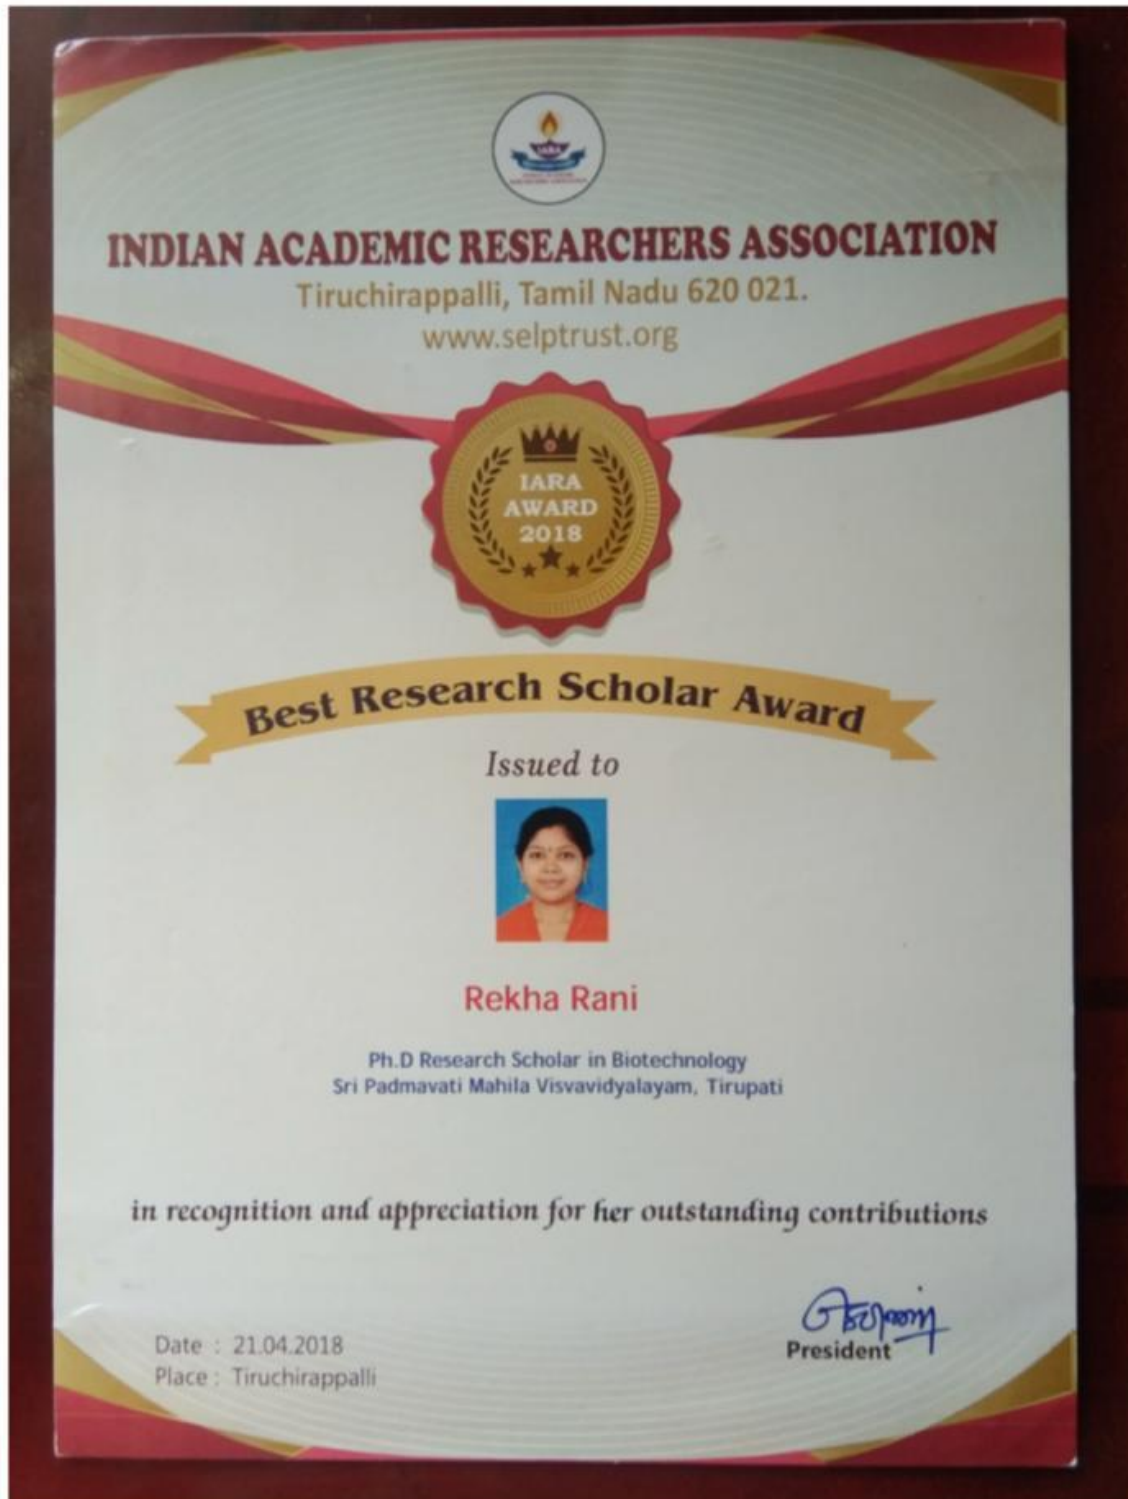 IARA
INDIAN ACADEMIC RESEARCHERS ASSOCIATION
Tiruchirappalli, Tamil Nadu 620 021.
www.selptrust.org
IARA
AWARD
2018
Best Research Scholar Award
Issued to
Rekha Rani
Ph.D Research Scholar in Biotechnology
Sri Padmavati Mahila Visvavidyalayam, Tirupati
in recognition and appreciation for her outstanding contributions
Date : 21.04.2018
Place : Tiruchirappalli
President